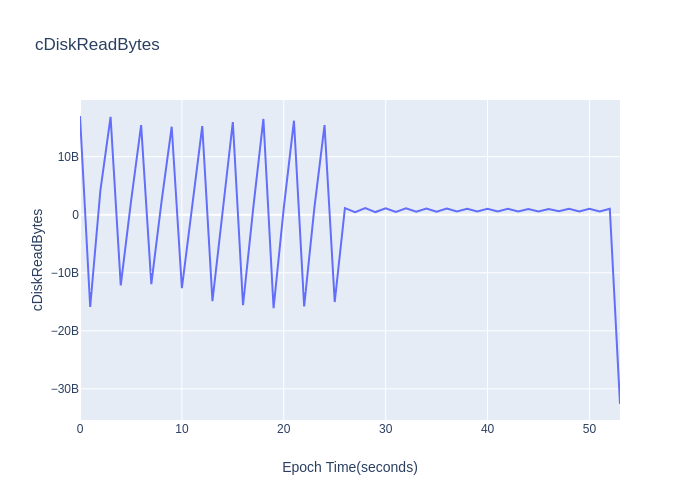 cDiskReadBytes
10B
0
−10B
−20B
−30B
cDiskReadBytes
0
10
20
30
40
50
Epoch Time(seconds)